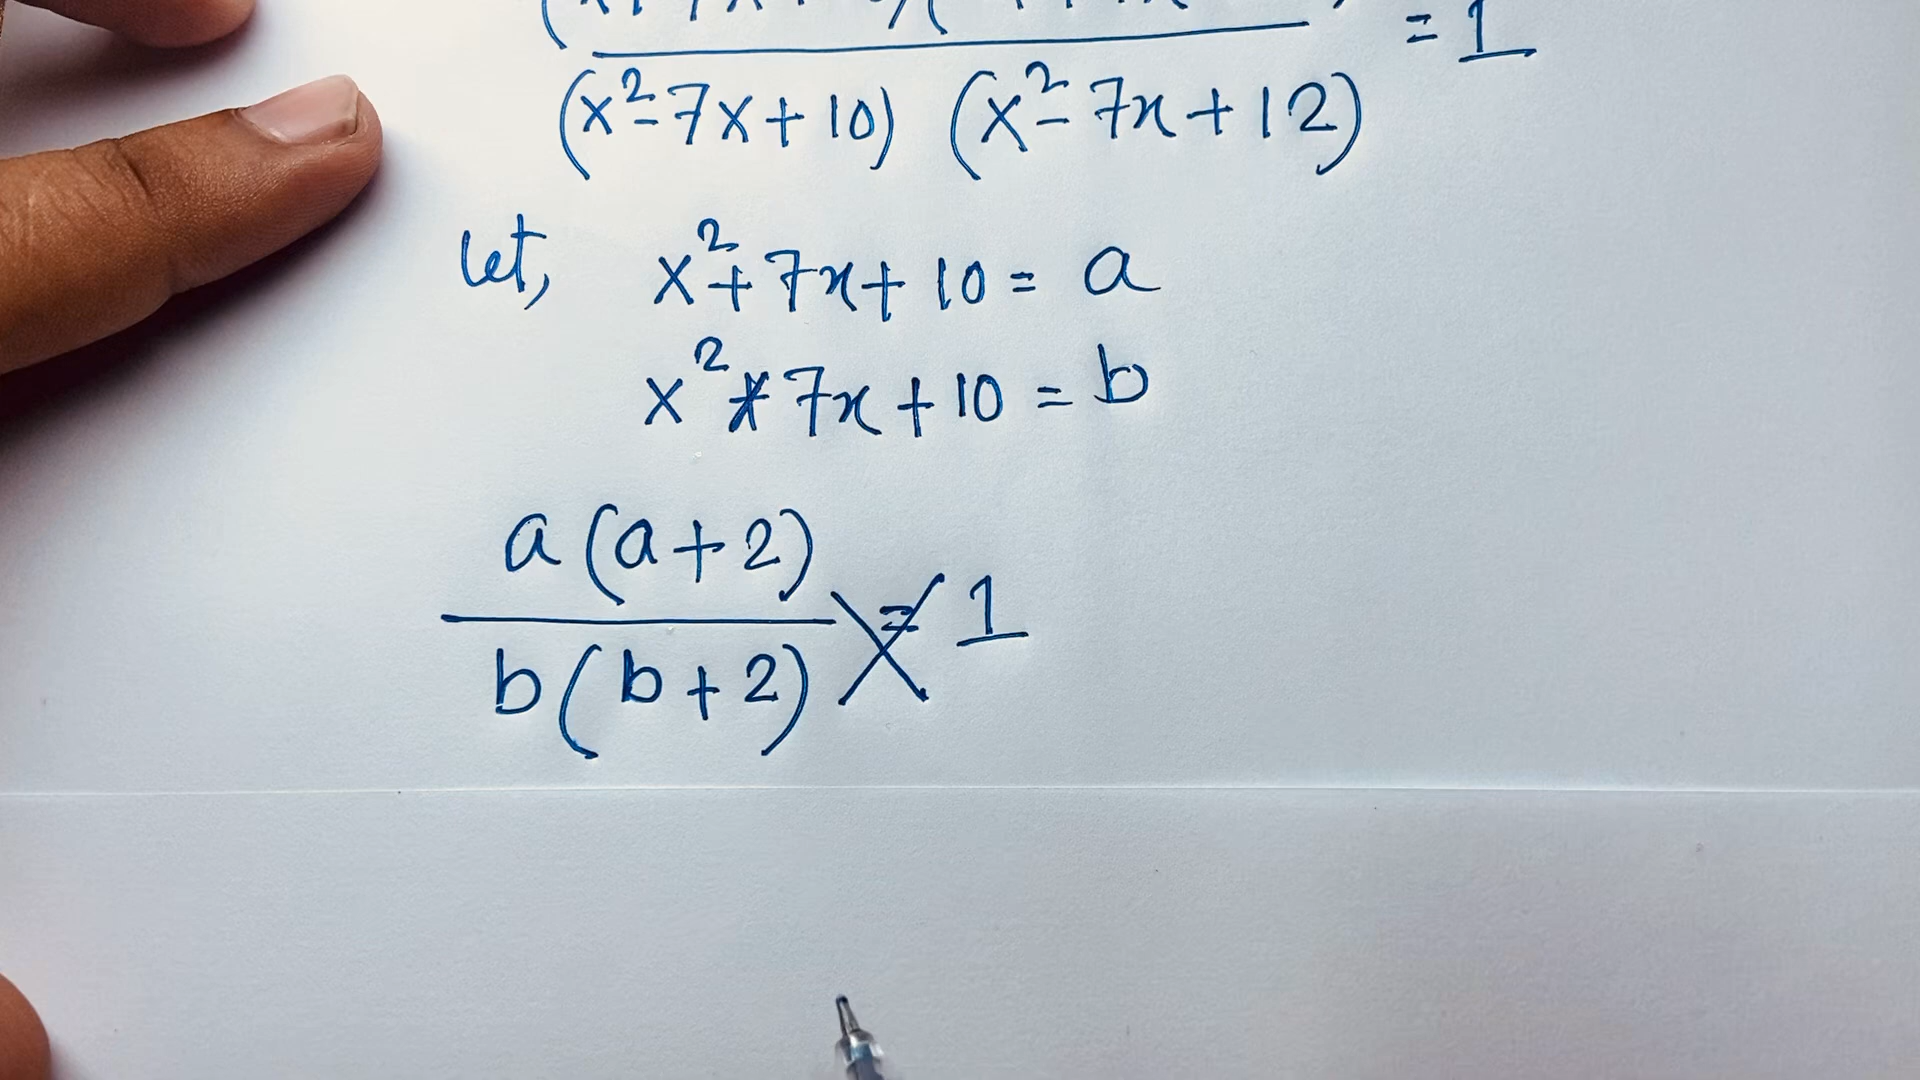 = 1
(x²-7x+10) (x²-7x+12)
let, x²+7x+10 = a
x²-7x+10 = b
a(a+2)
b(b+2)
= 1